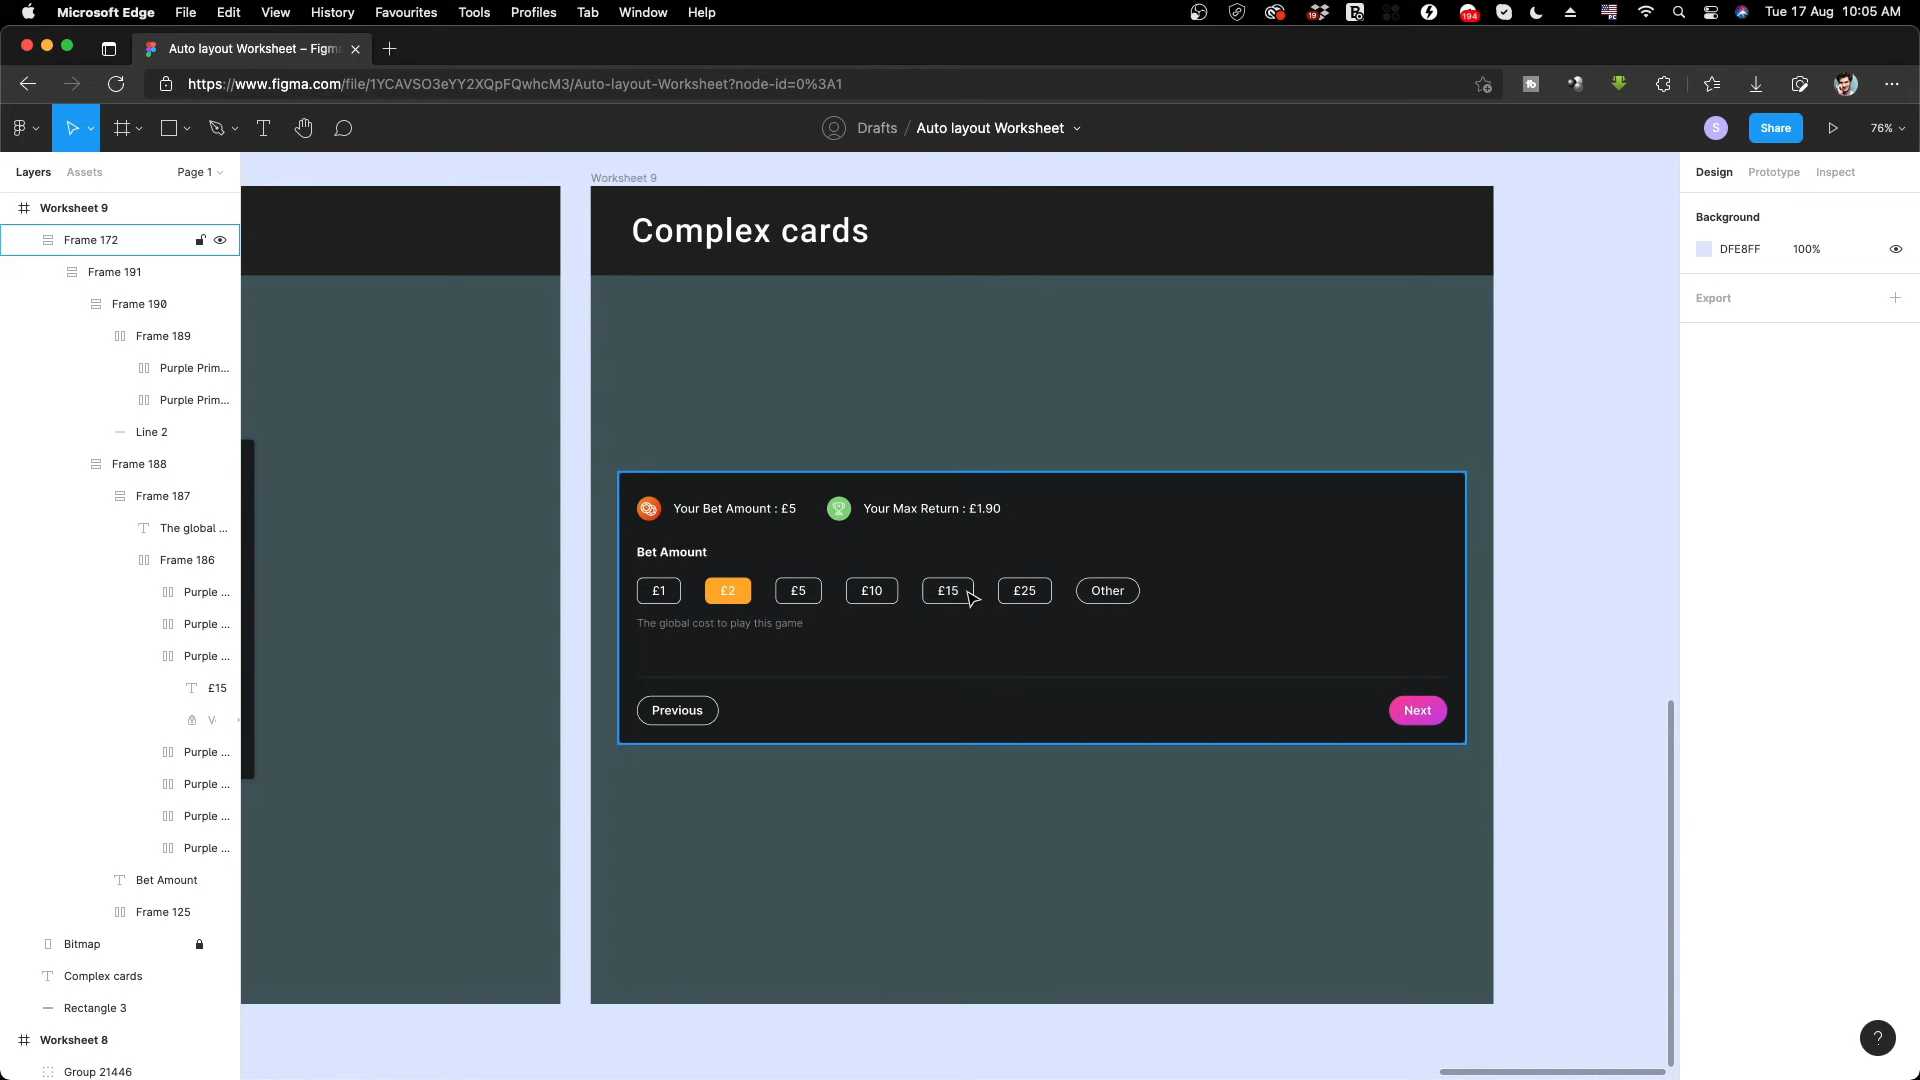 Microsoft Edge File Edit View History Favourites Tools Profiles Tab Window Help
19 194 Tue 17 Aug 10:05 AM
Auto layout Worksheet – Figma
https://www.figma.com/file/1YCAVSO3eYY2XQpFQwhcM3/Auto-layout-Worksheet?node-id=0%3A1
Drafts / Auto layout Worksheet
S Share 76%
Layers Assets Page 1
Worksheet 9
Frame 172
Frame 191
Frame 190
Frame 189
Purple Prim...
Purple Prim...
Line 2
Frame 188
Frame 187
The global ...
Frame 186
Purple ...
Purple ...
Purple ...
£15
Purple ...
Purple ...
Purple ...
Purple ...
Bet Amount
Frame 125
Bitmap
Complex cards
Rectangle 3
Worksheet 8
Group 21446
Worksheet 9
Complex cards
Your Bet Amount : £5 Your Max Return : £1.90
Bet Amount
£1 £2 £5 £10 £15 £25 Other
The global cost to play this game
Previous Next
Design Prototype Inspect
Background
DFE8FF 100%
Export
?